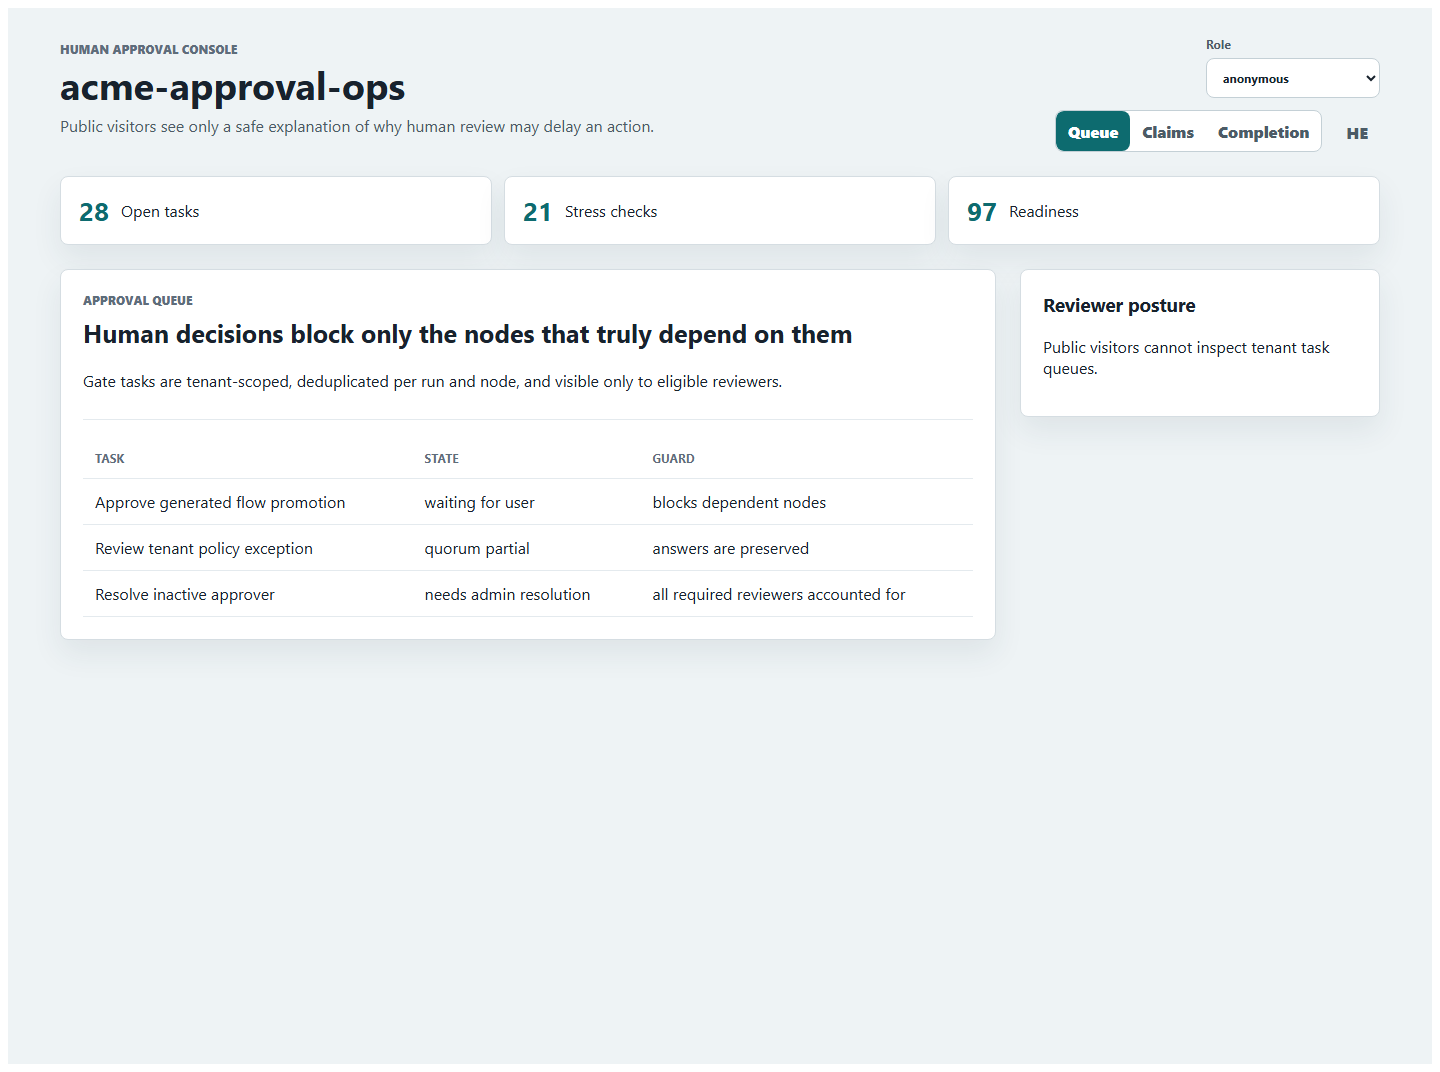 HUMAN APPROVAL CONSOLE
acme-approval-ops
Public visitors see only a safe explanation of why human review may delay an action.
Role
anonymous
Queue Claims Completion HE
28 Open tasks
21 Stress checks
97 Readiness
APPROVAL QUEUE
Human decisions block only the nodes that truly depend on them
Gate tasks are tenant-scoped, deduplicated per run and node, and visible only to eligible reviewers.
TASK STATE GUARD
Approve generated flow promotion waiting for user blocks dependent nodes
Review tenant policy exception quorum partial answers are preserved
Resolve inactive approver needs admin resolution all required reviewers accounted for
Reviewer posture
Public visitors cannot inspect tenant task
queues.